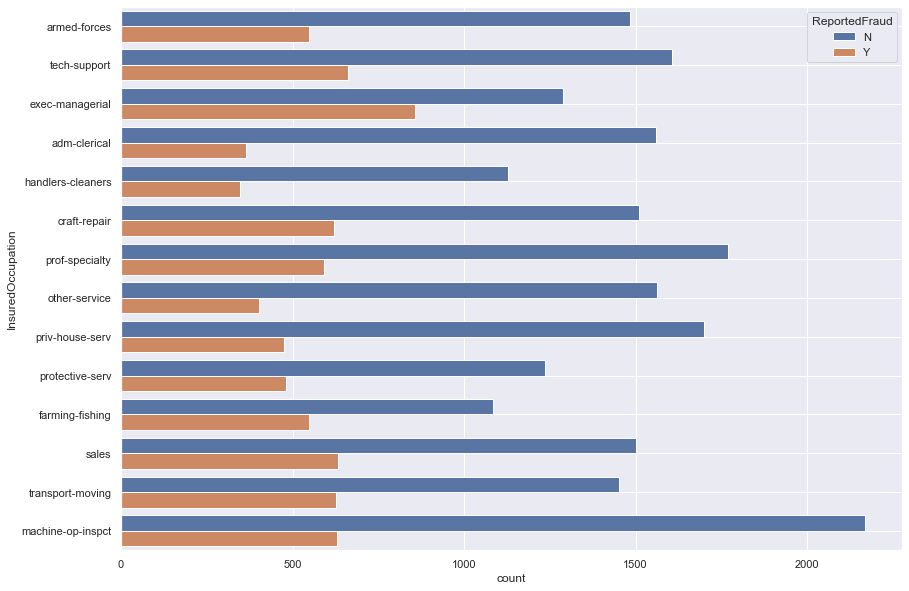 ReportedFraud
N
Y
InsuredOccupation
armed-forces
tech-support
exec-managerial
adm-clerical
handlers-cleaners
craft-repair
prof-specialty
other-service
priv-house-serv
protective-serv
farming-fishing
sales
transport-moving
machine-op-inspct
0 500 1000 1500 2000
count